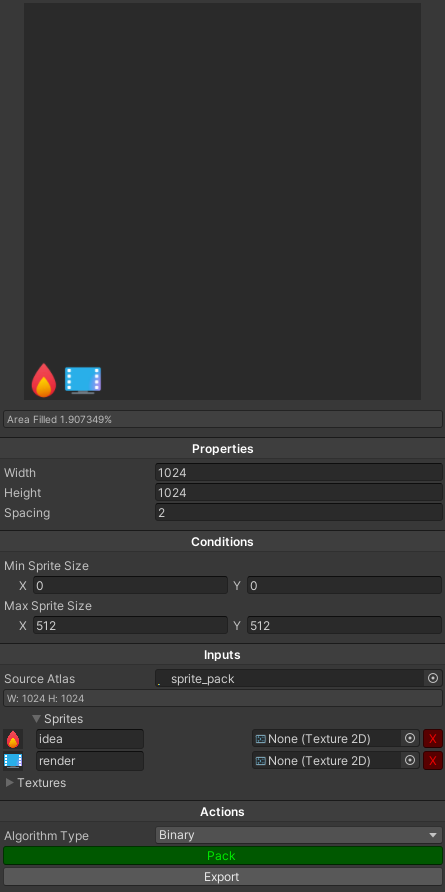 Area Filled 1.907349%
Properties
Width 1024
Height 1024
Spacing 2
Conditions
Min Sprite Size
X 0 Y 0
Max Sprite Size
X 512 Y 512
Inputs
Source Atlas sprite_pack
W: 1024 H: 1024
Sprites
idea None (Texture 2D) X
render None (Texture 2D) X
Textures
Actions
Algorithm Type Binary
Pack
Export